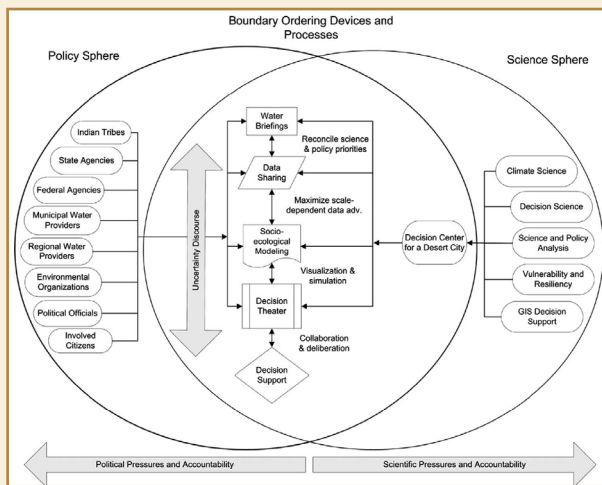 Boundary Ordering Devices and
Processes
Policy Sphere
Science Sphere
Indian Tribes
State Agencies
Federal Agencies
Municipal Water
Providers
Regional Water
Providers
Environmental
Organizations
Political Officials
Involved
Citizens
Uncertainty Discourse
Water
Briefings
Reconcile science
& policy priorities
Data
Sharing
Maximize scale-
dependent data adv.
Socio-
ecological
Modeling
Visualization &
simulation
Decision
Theater
Collaboration
& deliberation
Decision
Support
Decision Center
for a Desert City
Climate Science
Decision Science
Science and Policy
Analysis
Vulnerability and
Resiliency
GIS Decision
Support
Political Pressures and Accountability
Scientific Pressures and Accountability